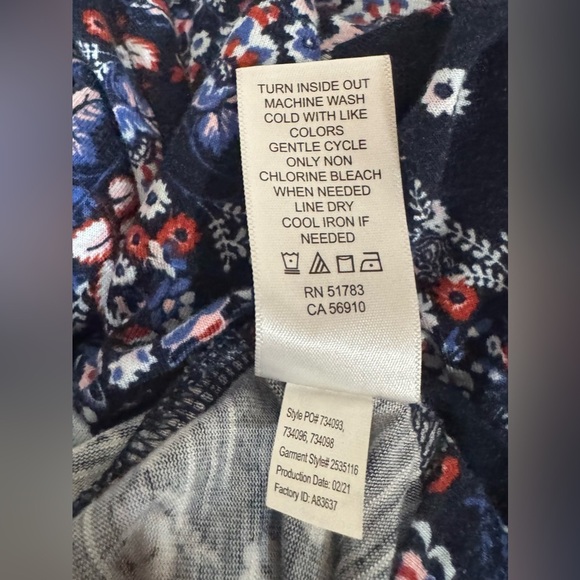 TURN INSIDE OUT
MACHINE WASH
COLD WITH LIKE
COLORS
GENTLE CYCLE
ONLY NON
CHLORINE BLEACH
WHEN NEEDED
LINE DRY
COOL IRON IF
NEEDED
RN 51783
CA 56910
Style PO# 734093,
734096, 734098
Garment Style# 2535116
Production Date: 02/21
Factory ID: A83637